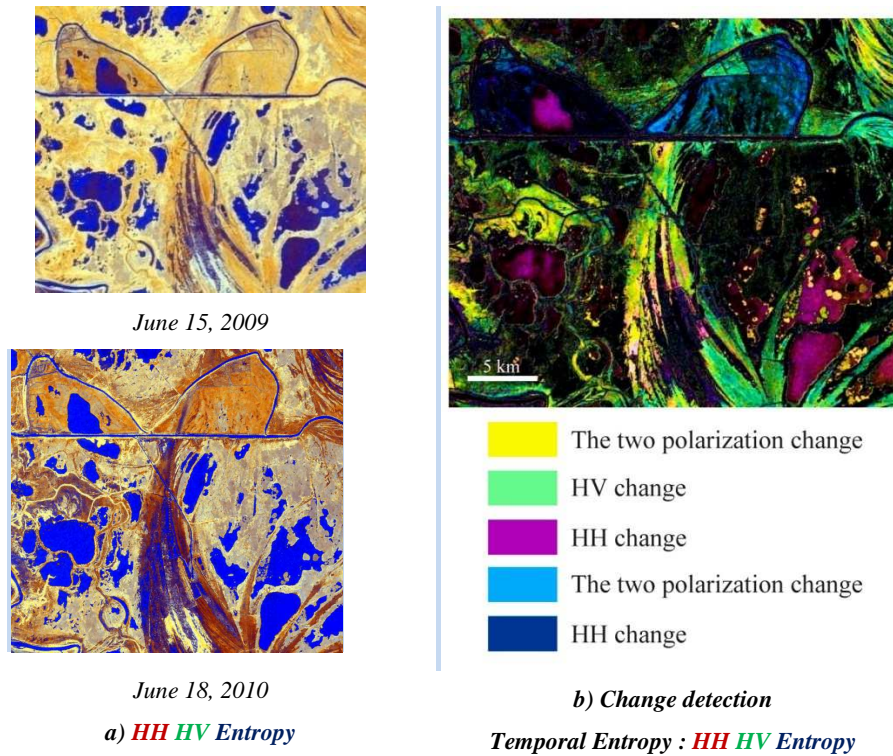 June 15, 2009
June 18, 2010
a) HH HV Entropy
5 km
The two polarization change
HV change
HH change
The two polarization change
HH change
b) Change detection
Temporal Entropy : HH HV Entropy